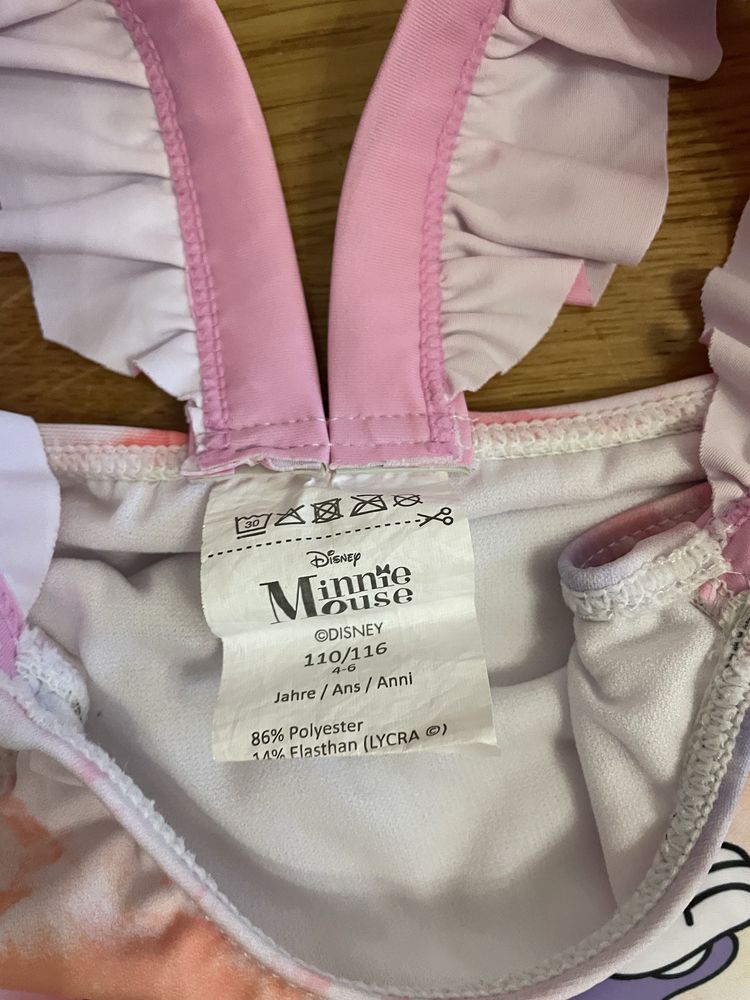 30
Disney
Minnie
Mouse
©DISNEY
110/116
4-6
Jahre / Ans / Anni
86% Polyester
14% Elasthan (LYCRA ©)